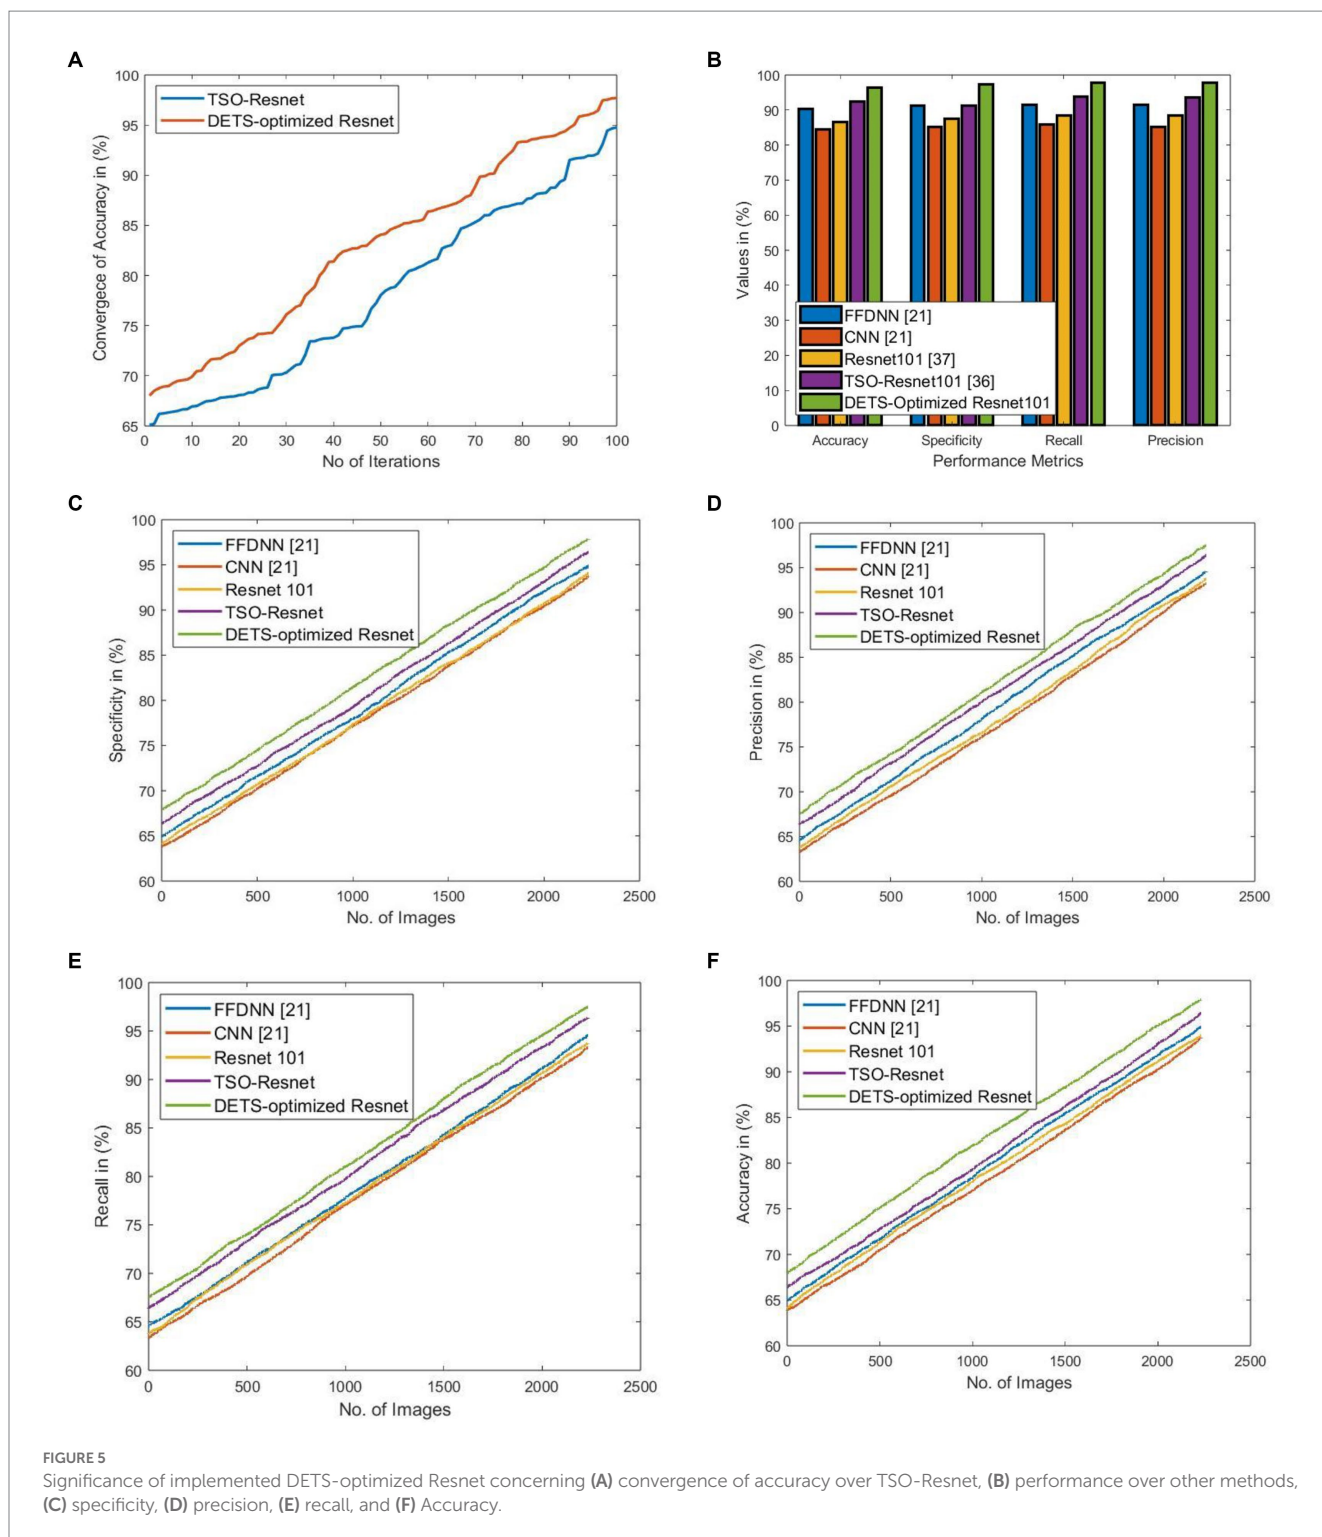 A
100
95
90
85
80
75
70
65
Convergece of Accuracy in (%)
TSO-Resnet
DETS-optimized Resnet
0 10 20 30 40 50 60 70 80 90 100
No of Iterations
B
100
90
80
70
60
50
40
30
20
10
0
Values in (%)
FFDNN [21]
CNN [21]
Resnet101 [37]
TSO-Resnet101 [36]
DETS-Optimized Resnet101
Accuracy Specificity Recall Precision
Performance Metrics
C
100
95
90
85
80
75
70
65
60
Specificity in (%)
FFDNN [21]
CNN [21]
Resnet 101
TSO-Resnet
DETS-optimized Resnet
0 500 1000 1500 2000 2500
No. of Images
D
100
95
90
85
80
75
70
65
60
Precision in (%)
FFDNN [21]
CNN [21]
Resnet 101
TSO-Resnet
DETS-optimized Resnet
0 500 1000 1500 2000 2500
No. of Images
E
100
95
90
85
80
75
70
65
60
Recall in (%)
FFDNN [21]
CNN [21]
Resnet 101
TSO-Resnet
DETS-optimized Resnet
0 500 1000 1500 2000 2500
No. of Images
F
100
95
90
85
80
75
70
65
60
Accuracy in (%)
FFDNN [21]
CNN [21]
Resnet 101
TSO-Resnet
DETS-optimized Resnet
0 500 1000 1500 2000 2500
No. of Images
FIGURE 5
Significance of implemented DETS-optimized Resnet concerning (A) convergence of accuracy over TSO-Resnet, (B) performance over other methods,
(C) specificity, (D) precision, (E) recall, and (F) Accuracy.